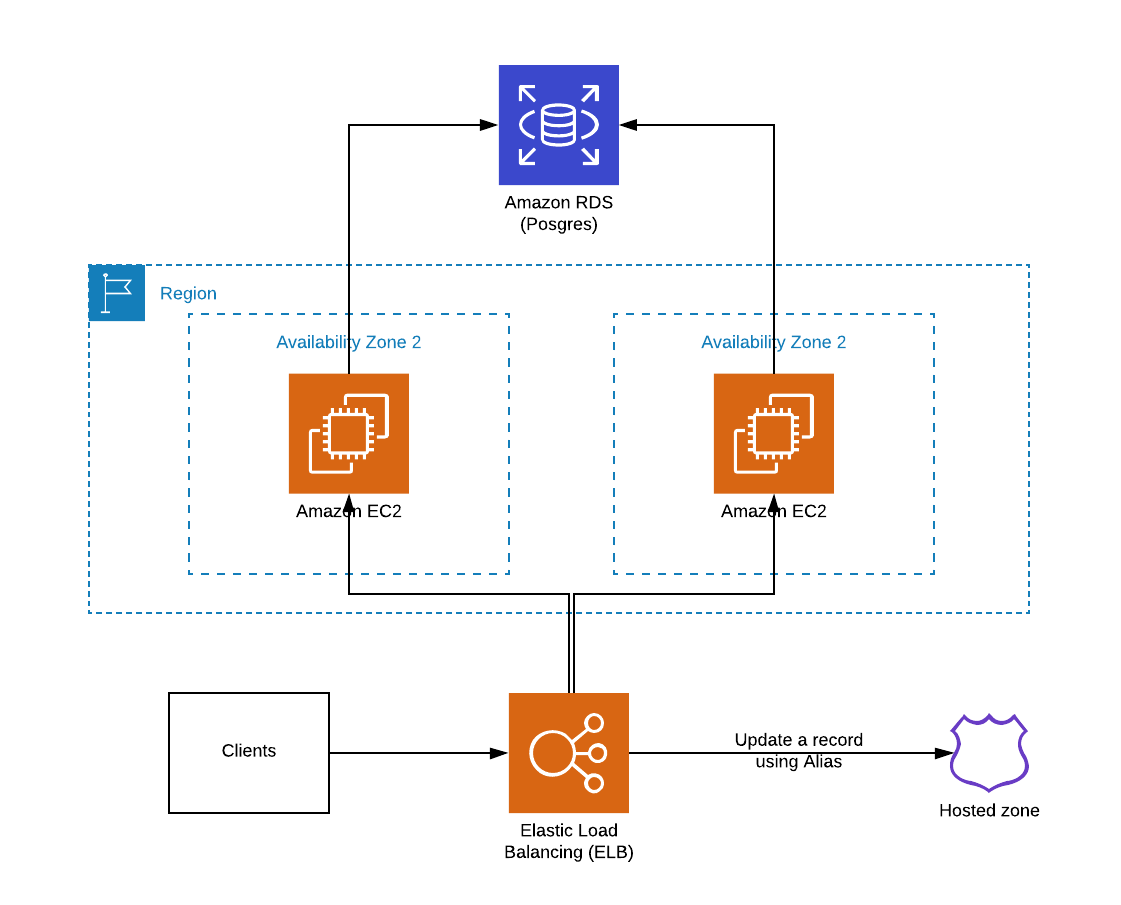 Amazon RDS
(Posgres)
Region
Availability Zone 2
Availability Zone 2
Amazon EC2
Amazon EC2
Clients
Update a record
using Alias
Hosted zone
Elastic Load
Balancing (ELB)